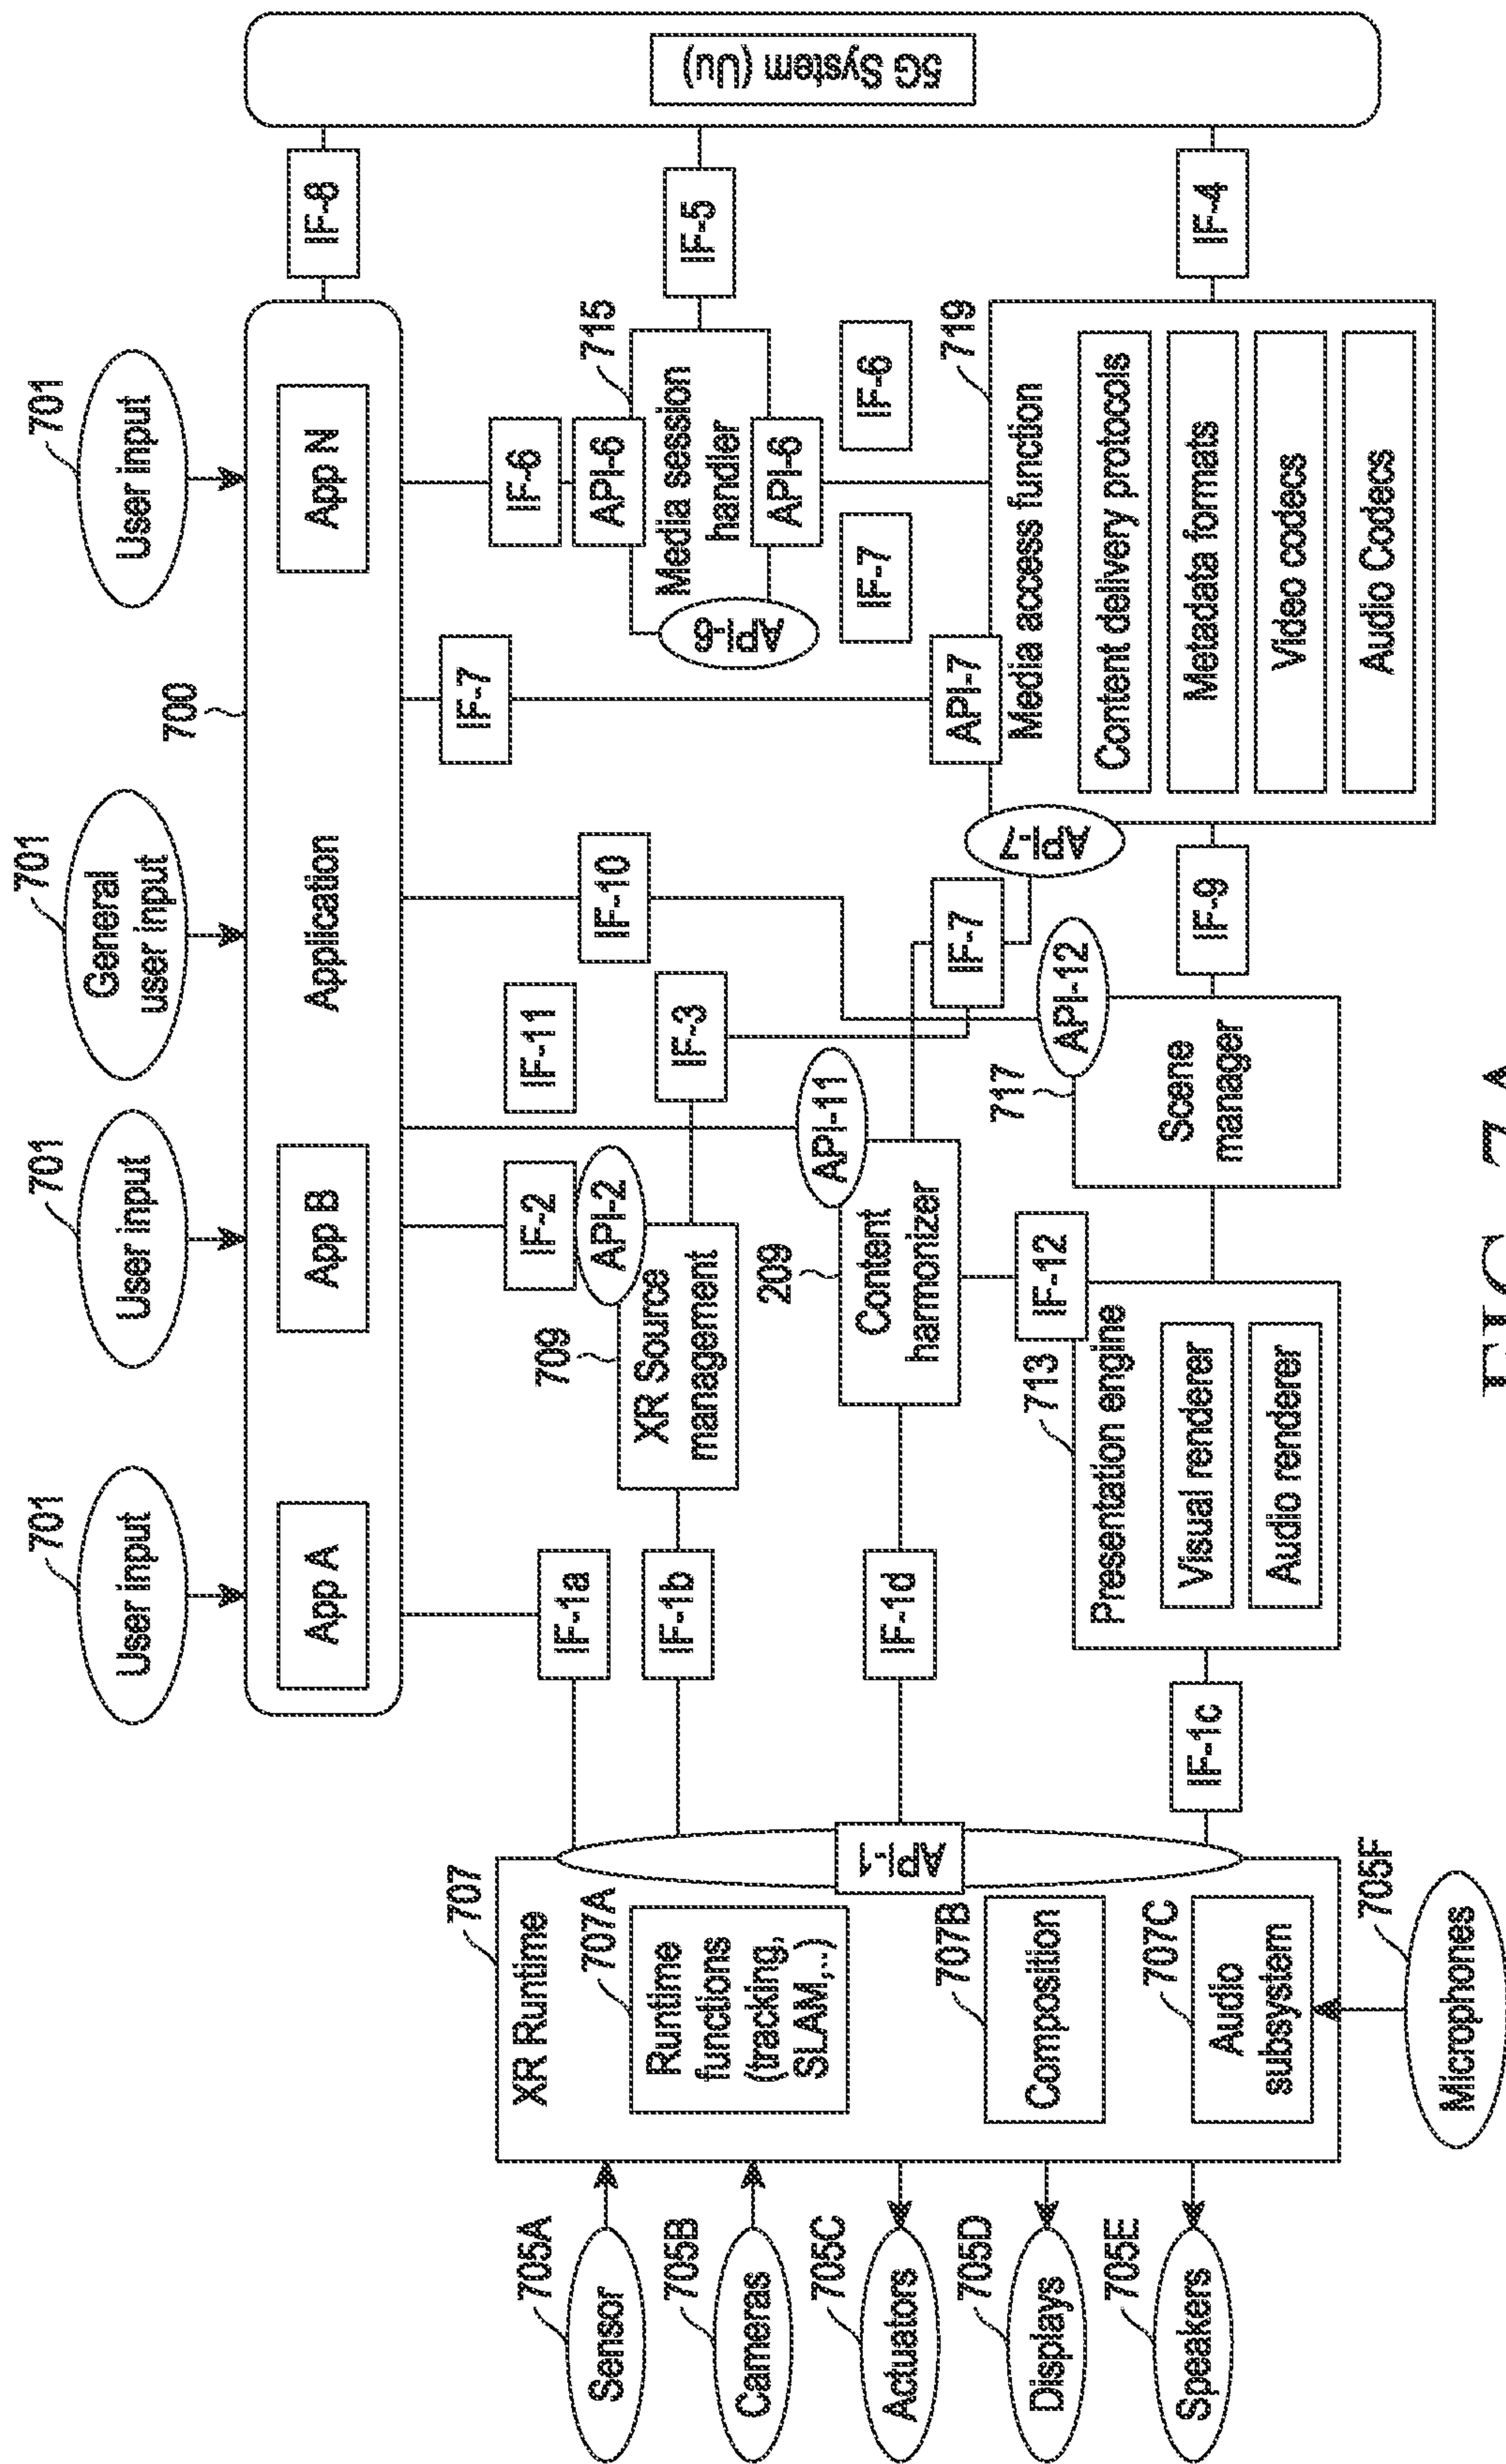 701
User input
701
User input
701
General
user input
701
User input
700
App A
App B
Application
App N
IF-8
5G System (Uu)
IF-1a
IF-1b
IF-2
API-2
709
XR Source
management
IF-11
IF-3
IF-10
IF-7
IF-6
API-6
715
Media session
handler
API-6
API-6
IF-5
IF-7
IF-6
707
XR Runtime
707A
Runtime
functions
(tracking,
SLAM,..)
707B
Composition
707C
Audio
subsystem
API-1
705A
Sensor
705B
Cameras
705C
Actuators
705D
Displays
705E
Speakers
705F
Microphones
IF-1d
209
Content
harmonizer
API-11
IF-7
API-7
API-7
719
Media access function
Content delivery protocols
Metadata formats
Video codecs
Audio Codecs
IF-4
IF-1c
713
Presentation engine
Visual renderer
Audio renderer
IF-12
717
API-12
Scene
manager
IF-9